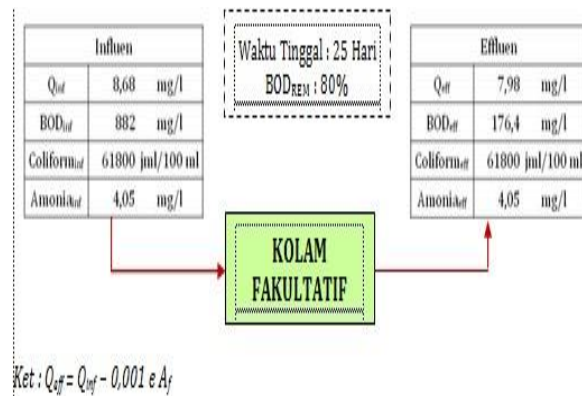 Influen
Qinf 8,68 mg/l
BODinf 882 mg/l
Coliforminf 61800 jml/100 ml
Amoniainf 4,05 mg/l
Waktu Tinggal : 25 Hari
BODREM : 80%
Effluen
Qeff 7,98 mg/l
BODeff 176,4 mg/l
Coliformeff 61800 jml/100 ml
Amoniaeff 4,05 mg/l
KOLAM
FAKULTATIF
Ket : Qeff = Qinf – 0,001 e Af